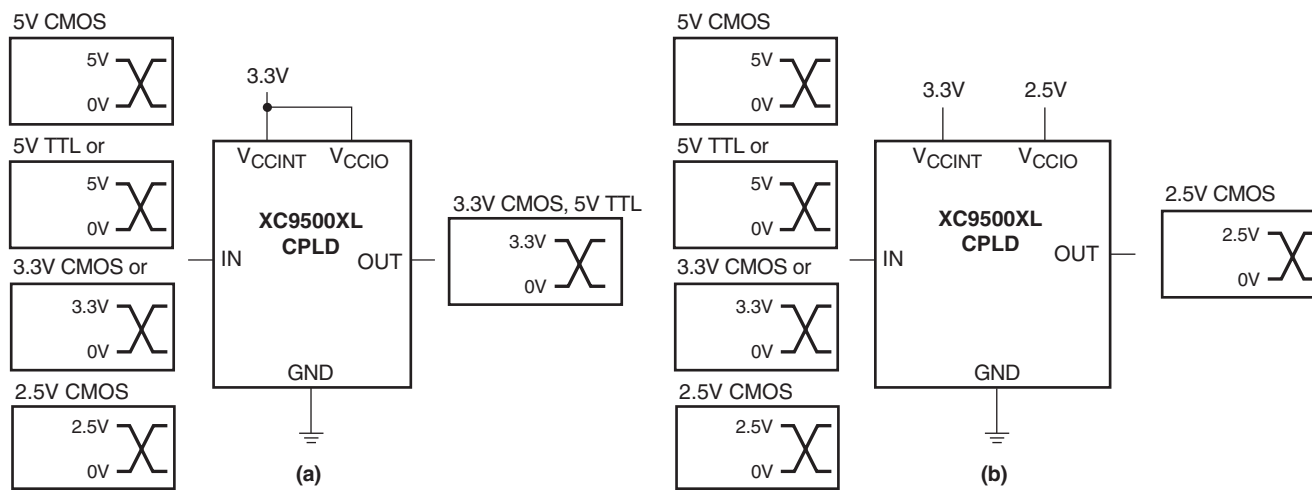 5V CMOS
5V
0V
5V TTL or
5V
0V
3.3V CMOS or
3.3V
0V
2.5V CMOS
2.5V
0V
3.3V
VCCINT VCCIO
XC9500XL
CPLD
IN
OUT
GND
3.3V CMOS, 5V TTL
3.3V
0V
(a)
5V CMOS
5V
0V
5V TTL or
5V
0V
3.3V CMOS or
3.3V
0V
2.5V CMOS
2.5V
0V
3.3V 2.5V
VCCINT VCCIO
XC9500XL
CPLD
IN
OUT
GND
2.5V CMOS
2.5V
0V
(b)